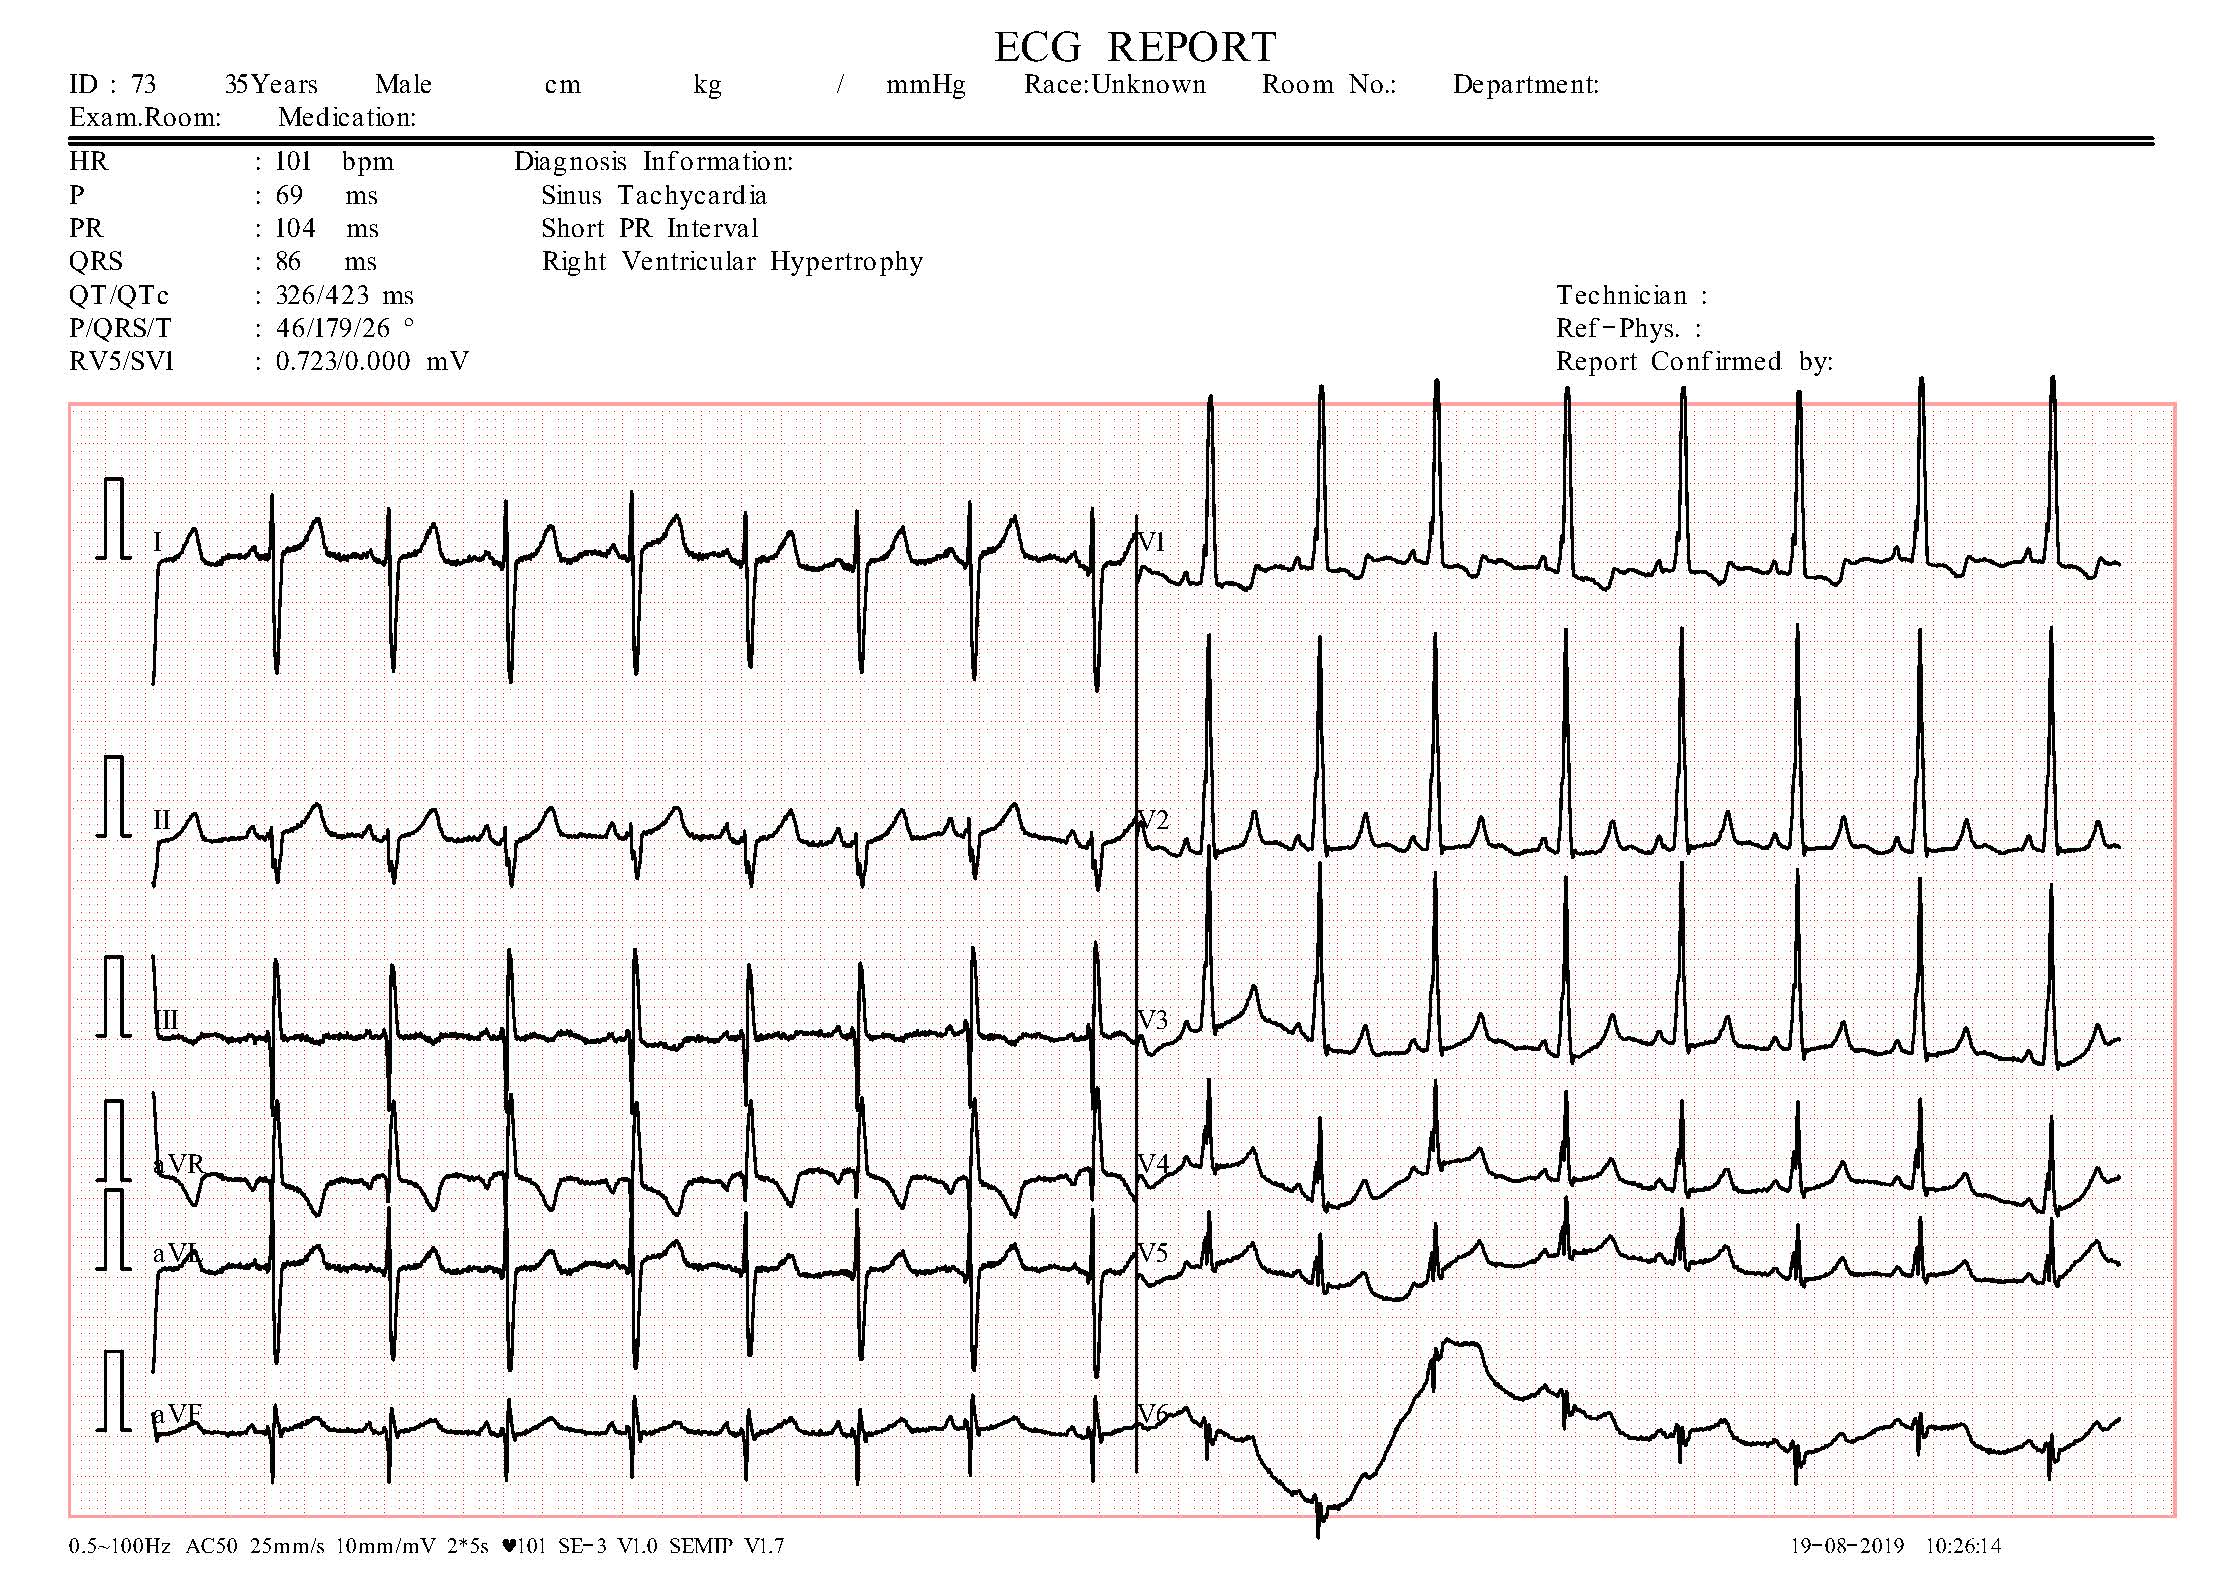 ECG REPORT
ID : 73 35Years Male cm kg / mmHg Race:Unknown Room No.: Department:
Exam.Room: Medication:
HR : 101 bpm Diagnosis Information:
P : 69 ms Sinus Tachycardia
PR : 104 ms Short PR Interval
QRS : 86 ms Right Ventricular Hypertrophy
QT/QTc : 326/423 ms Technician :
P/QRS/T : 46/179/26 ° Ref-Phys. :
RV5/SV1 : 0.723/0.000 mV Report Confirmed by:
I V1
II V2
III V3
aVR V4
aVL V5
aVF V6
0.5~100Hz AC50 25mm/s 10mm/mV 2*5s ♥101 SE-3 V1.0 SEMIP V1.7 19-08-2019 10:26:14